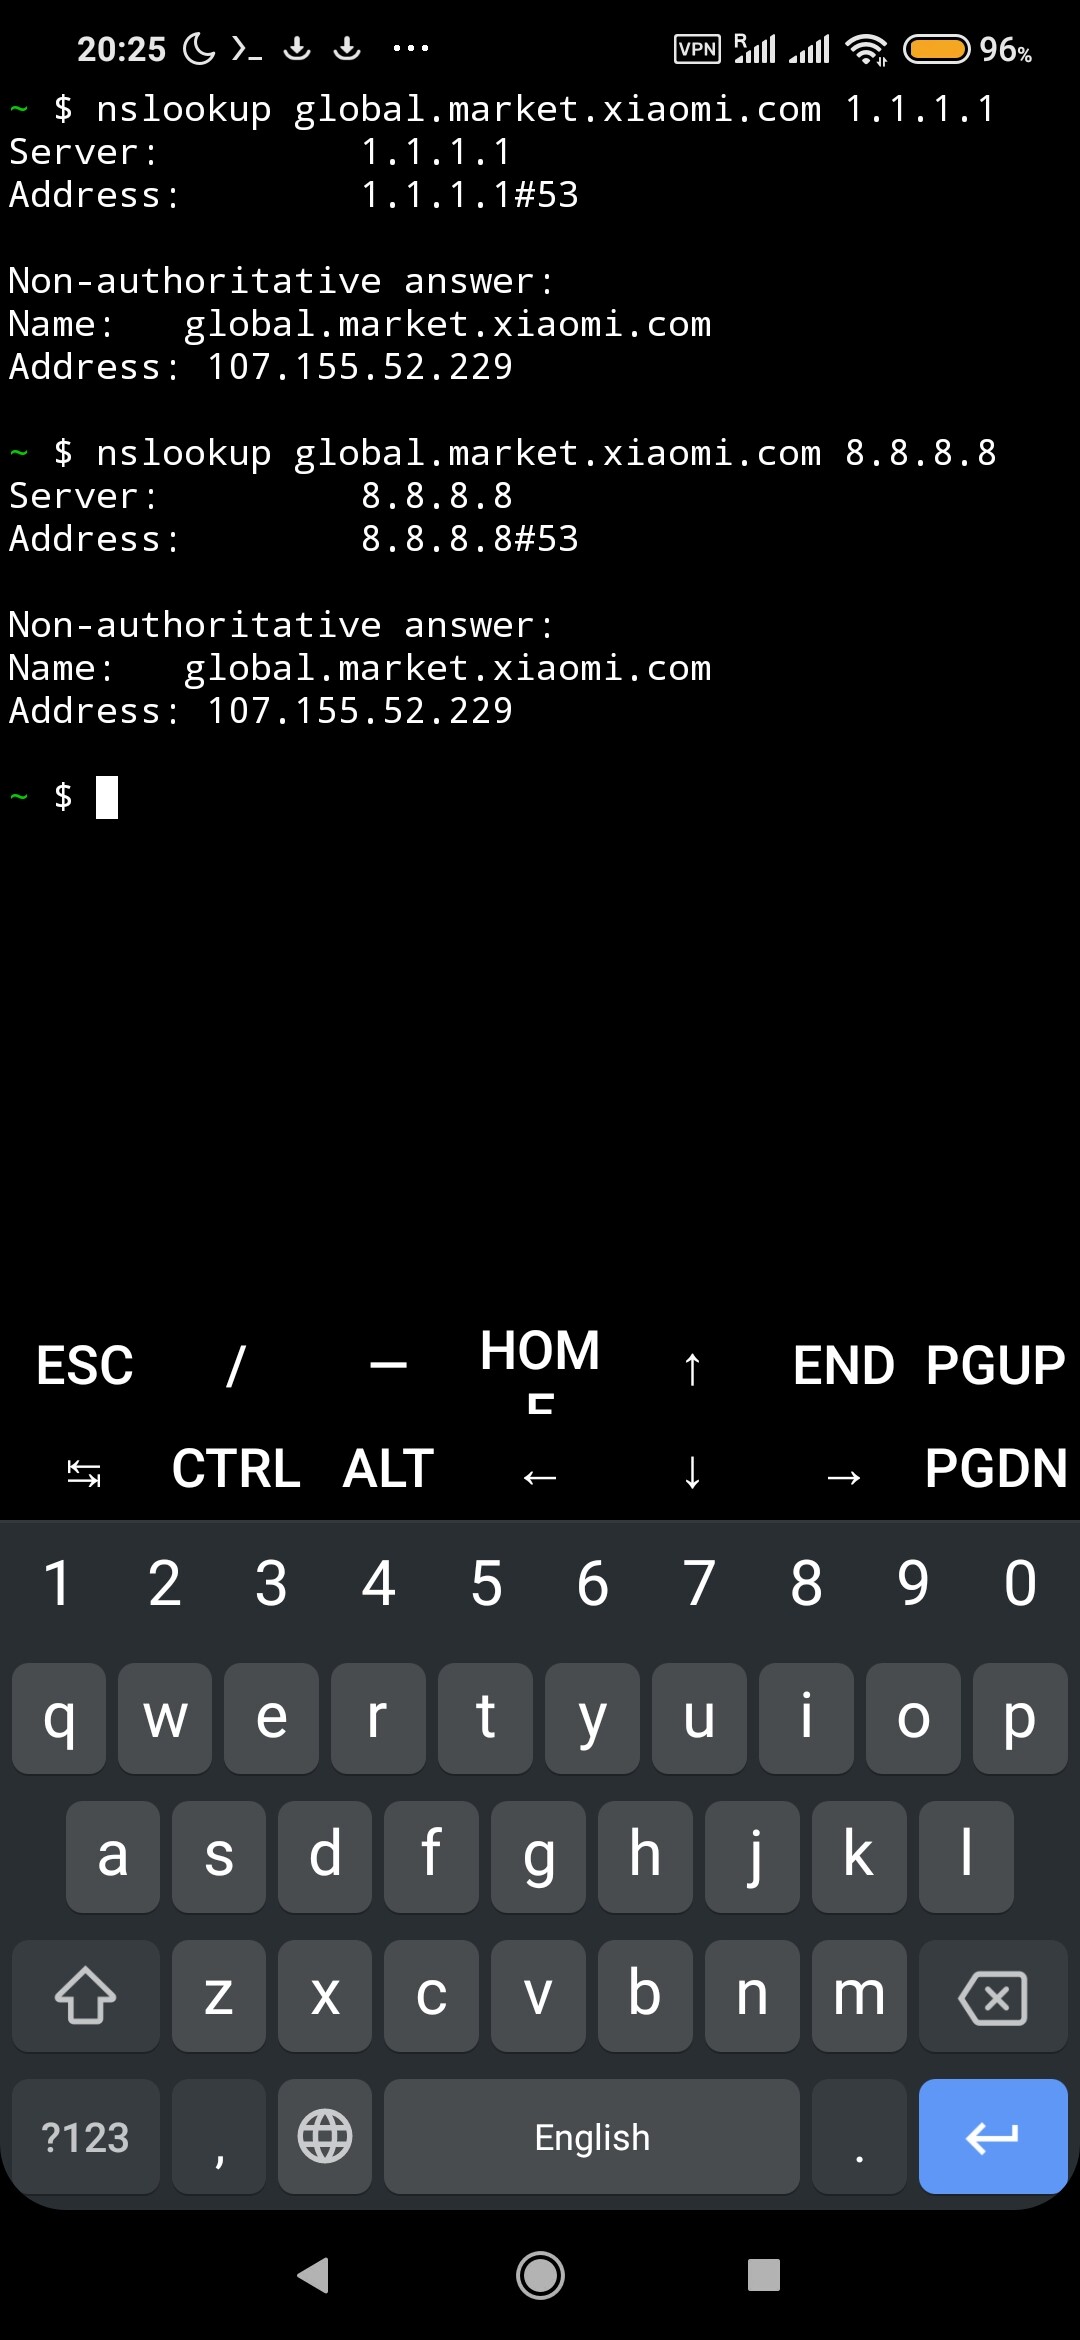 20:25 VPN R 96%
~ $ nslookup global.market.xiaomi.com 1.1.1.1
Server:         1.1.1.1
Address:        1.1.1.1#53
Non-authoritative answer:
Name:   global.market.xiaomi.com
Address: 107.155.52.229
~ $ nslookup global.market.xiaomi.com 8.8.8.8
Server:         8.8.8.8
Address:        8.8.8.8#53
Non-authoritative answer:
Name:   global.market.xiaomi.com
Address: 107.155.52.229
~ $
ESC / — HOME ↑ END PGUP
↹ CTRL ALT ← ↓ → PGDN
1 2 3 4 5 6 7 8 9 0
q w e r t y u i o p
a s d f g h j k l
z x c v b n m
?123 , English .